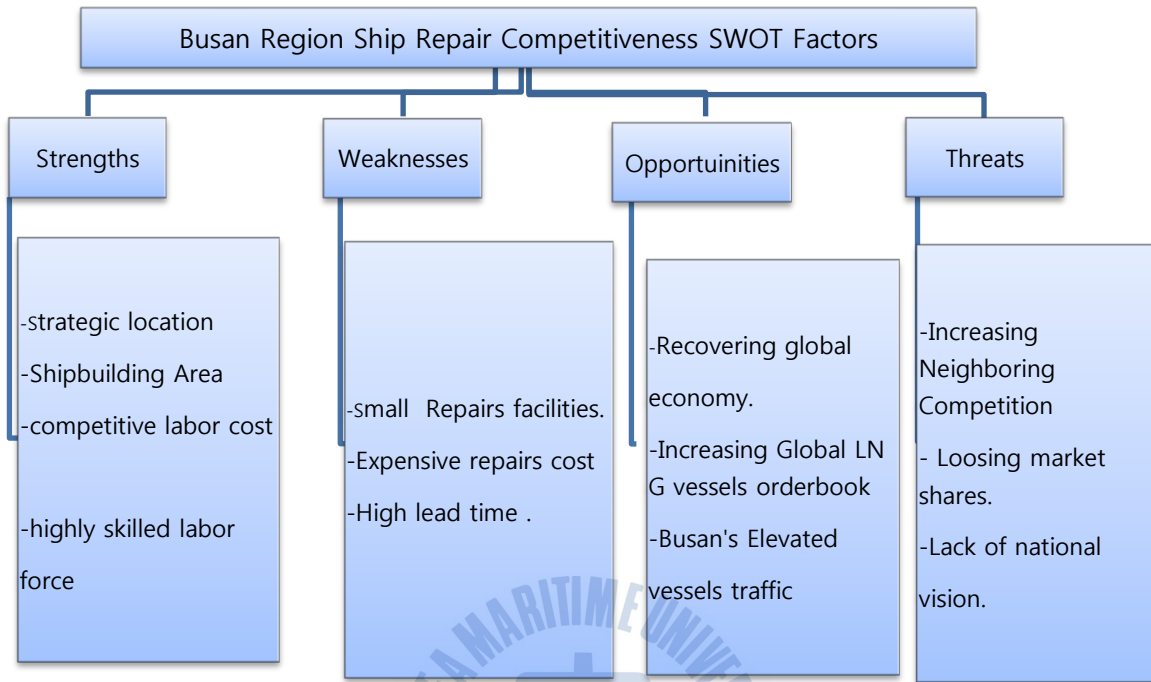 Busan Region Ship Repair Competitiveness SWOT Factors
Strengths
-strategic location
-Shipbuilding Area
-competitive labor cost
-highly skilled labor
force
Weaknesses
-small Repairs facilities.
-Expensive repairs cost
-High lead time .
Opportuinities
-Recovering global
economy.
-Increasing Global LN
G vessels orderbook
-Busan's Elevated
vessels traffic
Threats
-Increasing
Neighboring
Competition
- Loosing market
shares.
-Lack of national
vision.
A MARITIME UNIVE